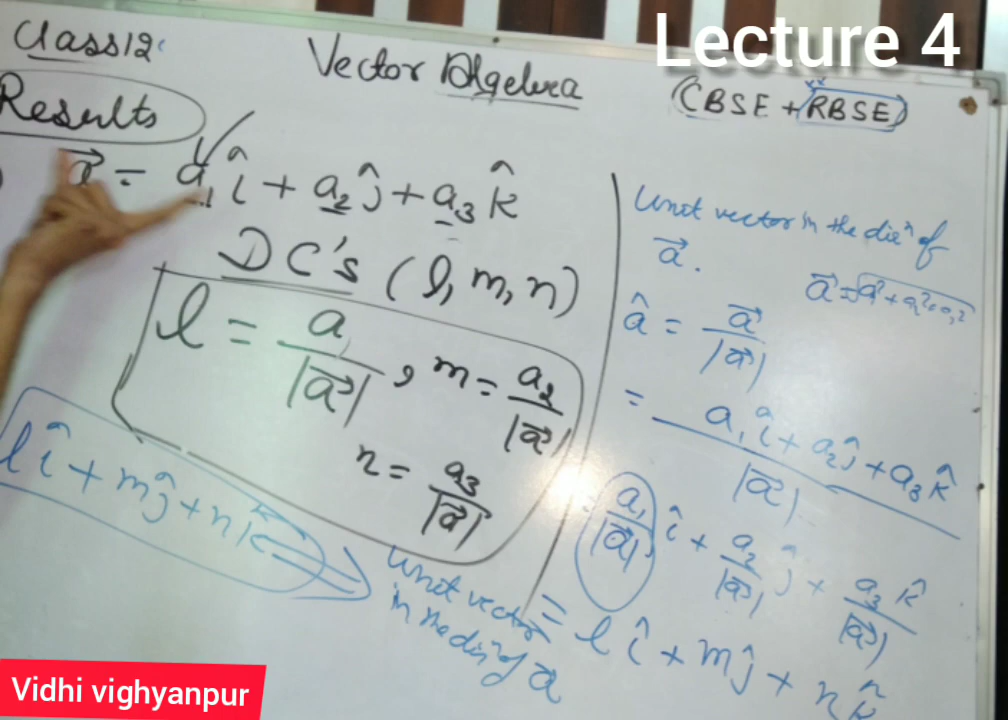 Lecture 4
Class 12
Vector Algebra
(CBSE + RBSE)
Results
a⃗ = a₁î + a₂ĵ + a₃k̂
DC's (l, m, n)
l = a₁/|a⃗| , m = a₂/|a⃗|
n = a₃/|a⃗|
lî + mĵ + nk̂ ⇒
Unit vector
in the dirⁿ of
a⃗
Unit vector in the dirⁿ of
a⃗.
a⃗ = √a₁² + a₂² + a₃²
â = a⃗/|a⃗|
= a₁î + a₂ĵ + a₃k̂/|a⃗|
= a₁/|a⃗| î + a₂/|a⃗| ĵ + a₃/|a⃗| k̂
= lî + mĵ + nk̂
Vidhi vighyanpur